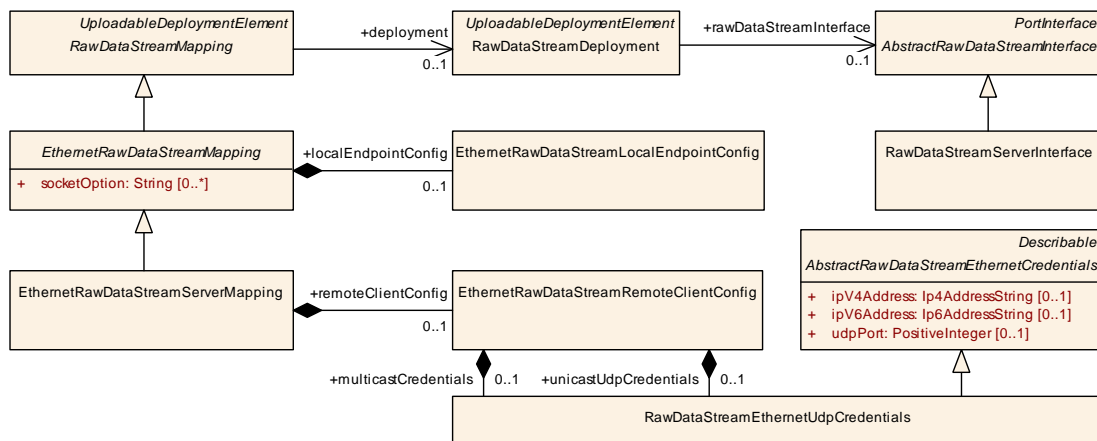 UploadableDeploymentElement
RawDataStreamMapping
+deployment
0..1
UploadableDeploymentElement
RawDataStreamDeployment
+rawDataStreamInterface
0..1
PortInterface
AbstractRawDataStreamInterface
EthernetRawDataStreamMapping
+ socketOption: String [0..*]
+localEndpointConfig
0..1
EthernetRawDataStreamLocalEndpointConfig
RawDataStreamServerInterface
EthernetRawDataStreamServerMapping
+remoteClientConfig
0..1
EthernetRawDataStreamRemoteClientConfig
Describable
AbstractRawDataStreamEthernetCredentials
+ ipV4Address: Ip4AddressString [0..1]
+ ipV6Address: Ip6AddressString [0..1]
+ udpPort: PositiveInteger [0..1]
+multicastCredentials
0..1
+unicastUdpCredentials
0..1
RawDataStreamEthernetUdpCredentials